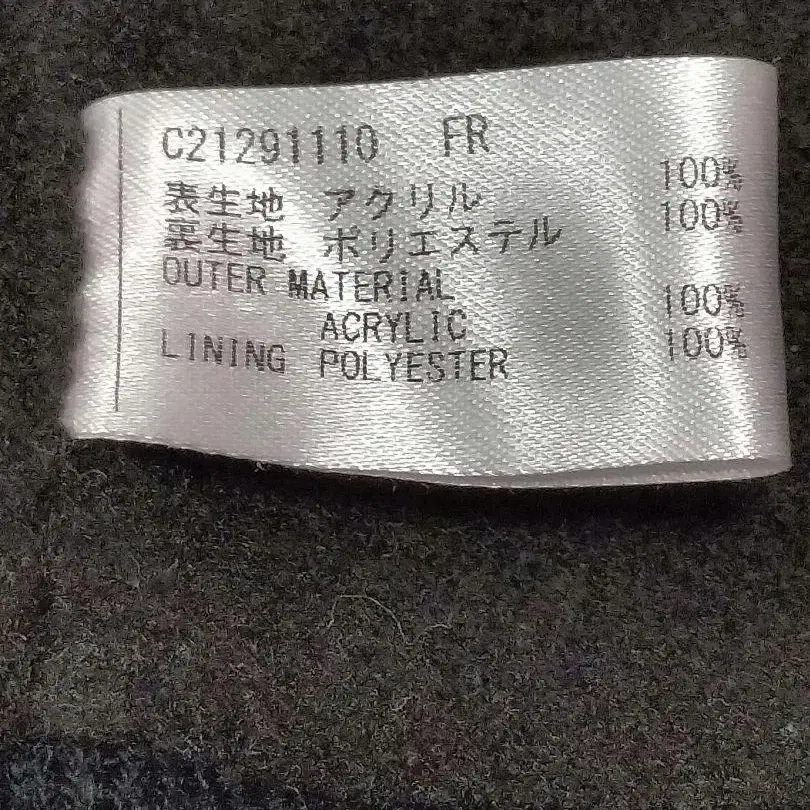 C21291110 FR
表生地 アクリル 100%
裏生地 ポリエステル 100%
OUTER MATERIAL
ACRYLIC 100%
LINING POLYESTER 100%